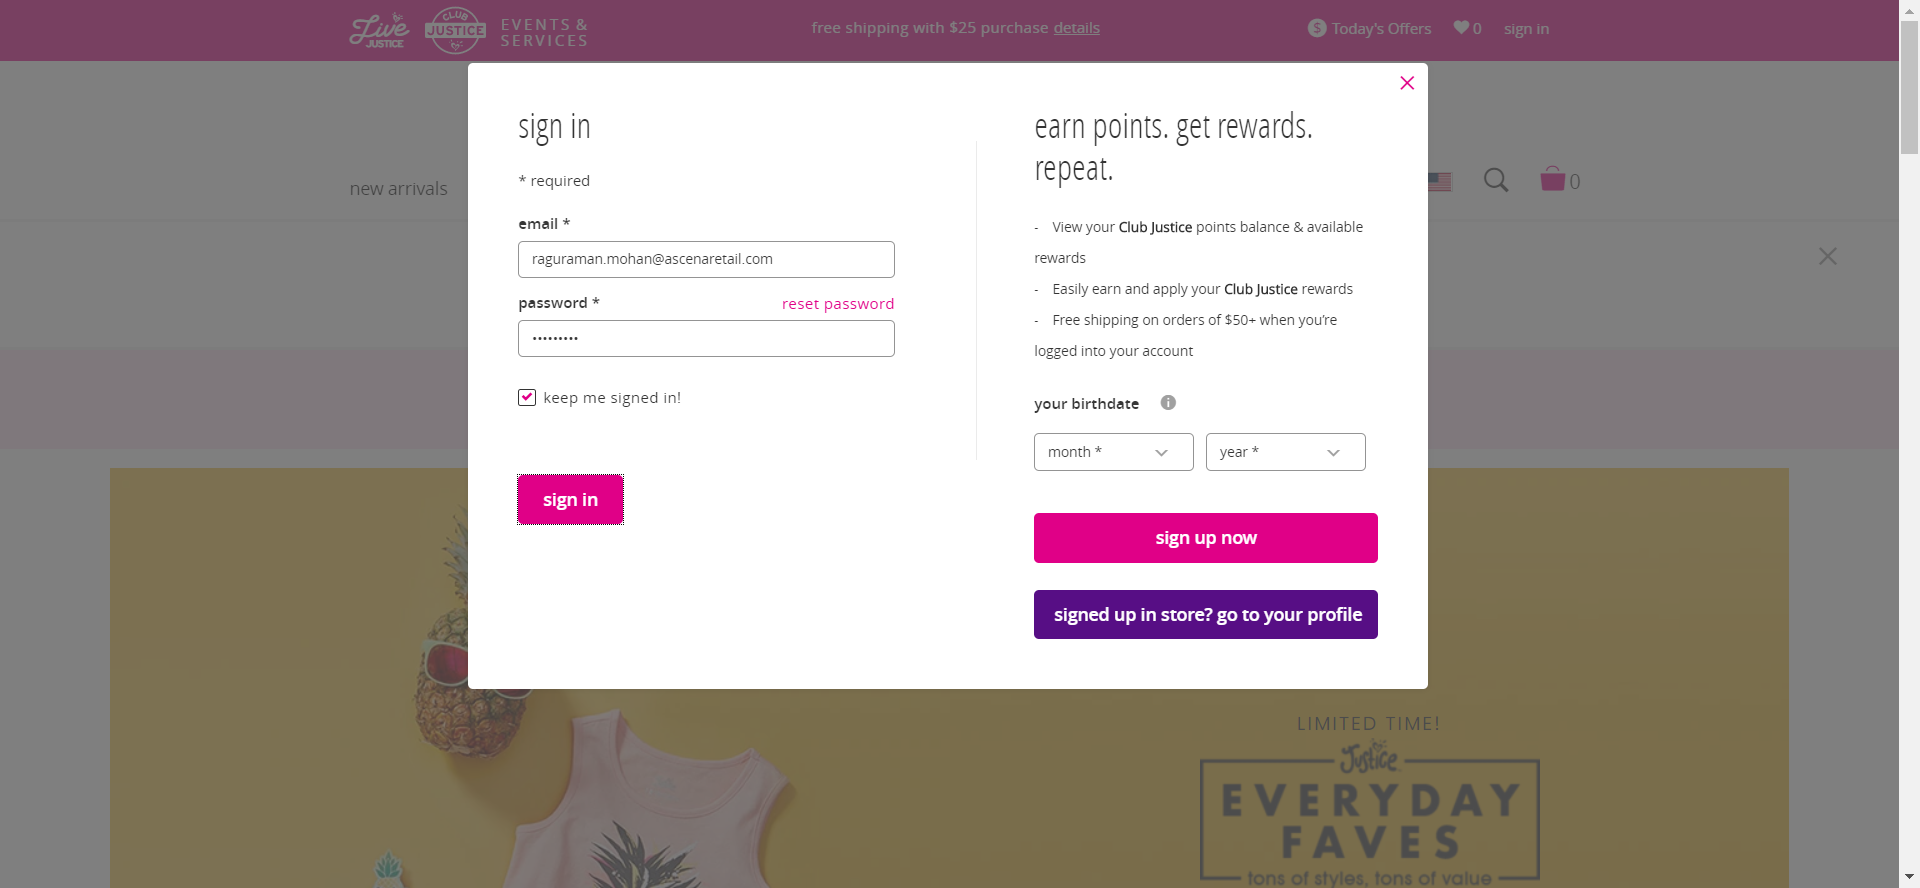 Live
JUSTICE
CLUB
JUSTICE
EVENTS &
SERVICES
free shipping with $25 purchase details
$ Today's Offers
0
sign in
new arrivals
0
sign in
* required
email *
raguraman.mohan@ascenaretail.com
password *
reset password
•••••••••
keep me signed in!
sign in
earn points. get rewards.
repeat.
- View your Club Justice points balance & available
rewards
- Easily earn and apply your Club Justice rewards
- Free shipping on orders of $50+ when you're
logged into your account
your birthdate
month *
year *
sign up now
signed up in store? go to your profile
LIMITED TIME!
Justice
EVERYDAY
FAVES
tons of styles, tons of value